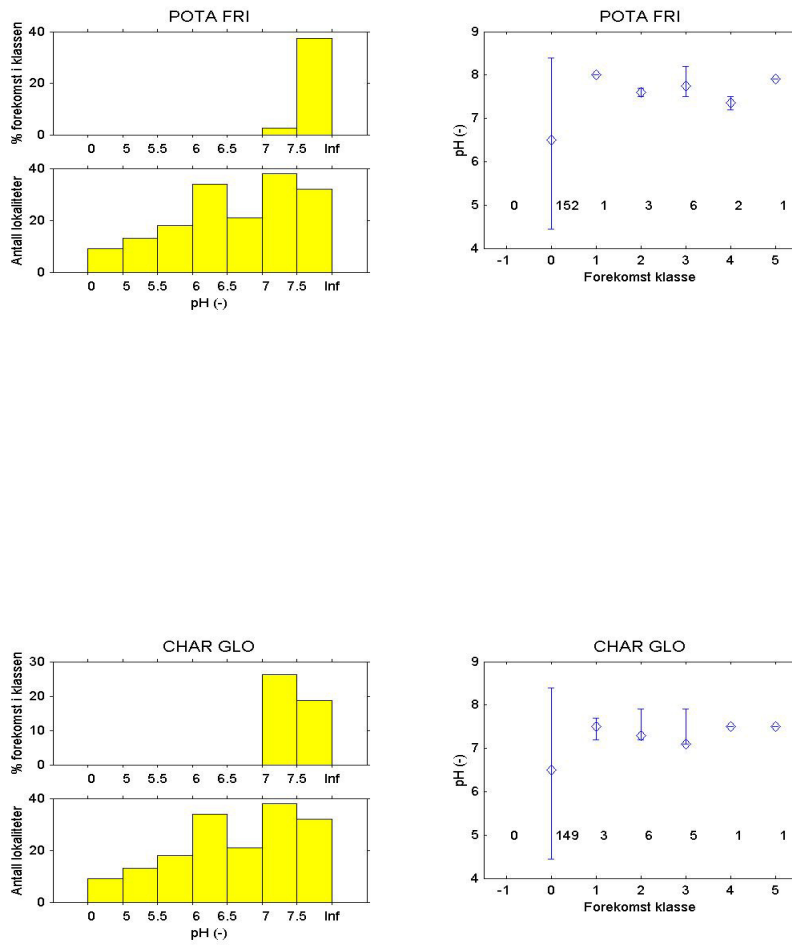 POTA FRI
% forekomst i klassen
40
20
0
0 5 5.5 6 6.5 7 7.5 Inf
Antall lokaliteter
40
20
0
0 5 5.5 6 6.5 7 7.5 Inf
pH (-)
POTA FRI
pH (-)
9
8
7
6
5
4
0 152 1 3 6 2 1
-1 0 1 2 3 4 5
Forekomst klasse
CHAR GLO
% forekomst i klassen
30
20
10
0
0 5 5.5 6 6.5 7 7.5 Inf
Antall lokaliteter
40
20
0
0 5 5.5 6 6.5 7 7.5 Inf
pH (-)
CHAR GLO
pH (-)
9
8
7
6
5
4
0 149 3 6 5 1 1
-1 0 1 2 3 4 5
Forekomst klasse